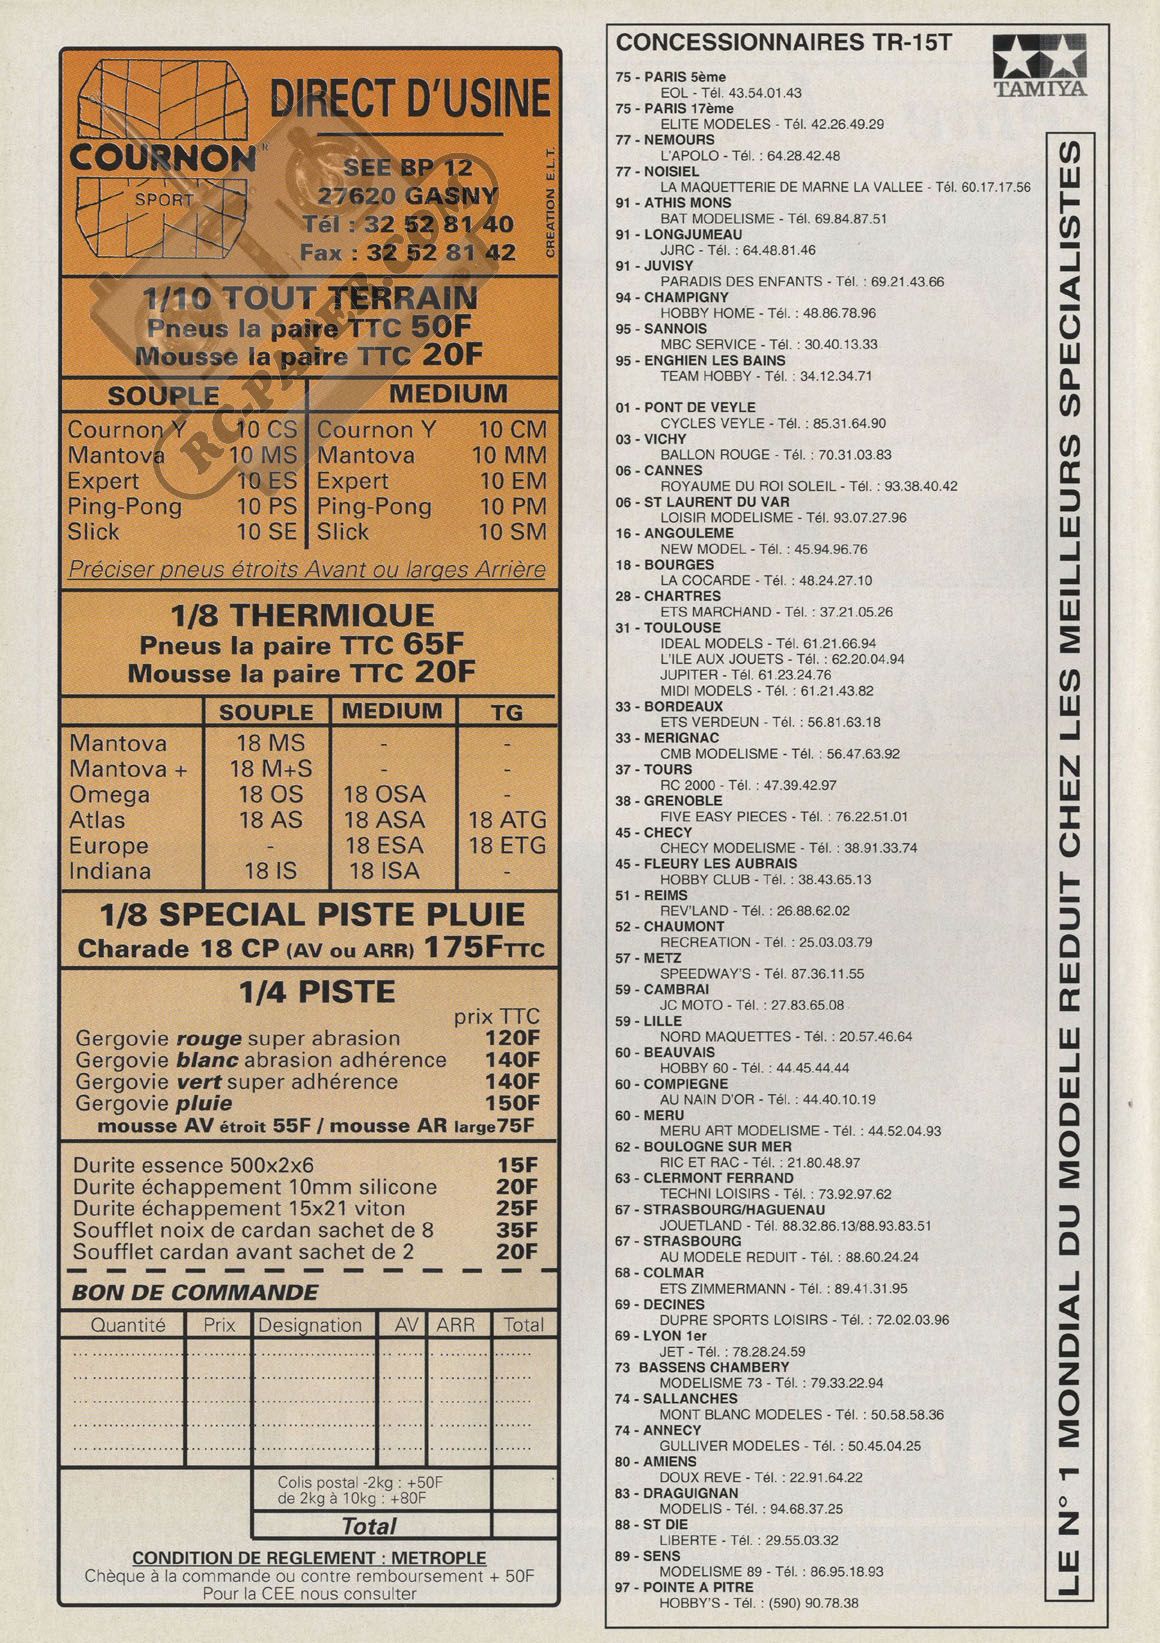 DIRECT D'USINE
COURNON®
SPORT
SEE BP 12
27620 GASNY
Tél : 32 52 81 40
Fax : 32 52 81 42
CREATION E.L.T.
RC-PAPER.COM
1/10 TOUT TERRAIN
Pneus la paire TTC 50F
Mousse la paire TTC 20F
SOUPLE MEDIUM
Cournon Y 10 CS Cournon Y 10 CM
Mantova 10 MS Mantova 10 MM
Expert 10 ES Expert 10 EM
Ping-Pong 10 PS Ping-Pong 10 PM
Slick 10 SE Slick 10 SM
Préciser pneus étroits Avant ou larges Arrière
1/8 THERMIQUE
Pneus la paire TTC 65F
Mousse la paire TTC 20F
SOUPLE MEDIUM TG
Mantova 18 MS - -
Mantova + 18 M+S - -
Omega 18 OS 18 OSA -
Atlas 18 AS 18 ASA 18 ATG
Europe - 18 ESA 18 ETG
Indiana 18 IS 18 ISA -
1/8 SPECIAL PISTE PLUIE
Charade 18 CP (AV ou ARR) 175F TTC
1/4 PISTE
prix TTC
Gergovie rouge super abrasion 120F
Gergovie blanc abrasion adhérence 140F
Gergovie vert super adhérence 140F
Gergovie pluie 150F
mousse AV étroit 55F / mousse AR large 75F
Durite essence 500x2x6 15F
Durite échappement 10mm silicone 20F
Durite échappement 15x21 viton 25F
Soufflet noix de cardan sachet de 8 35F
Soufflet cardan avant sachet de 2 20F
BON DE COMMANDE
Quantité Prix Designation AV ARR Total
Colis postal -2kg : +50F
de 2kg à 10kg : +80F
Total
CONDITION DE REGLEMENT : METROPLE
Chèque à la commande ou contre remboursement + 50F
Pour la CEE nous consulter
CONCESSIONNAIRES TR-15T
TAMIYA
75 - PARIS 5ème
EOL - Tél. 43.54.01.43
75 - PARIS 17ème
ELITE MODELES - Tél. 42.26.49.29
77 - NEMOURS
L'APOLO - Tél. : 64.28.42.48
77 - NOISIEL
LA MAQUETTERIE DE MARNE LA VALLEE - Tél. 60.17.17.56
91 - ATHIS MONS
BAT MODELISME - Tél. 69.84.87.51
91 - LONGJUMEAU
JJRC - Tél. : 64.48.81.46
91 - JUVISY
PARADIS DES ENFANTS - Tél. : 69.21.43.66
94 - CHAMPIGNY
HOBBY HOME - Tél. : 48.86.78.96
95 - SANNOIS
MBC SERVICE - Tél. : 30.40.13.33
95 - ENGHIEN LES BAINS
TEAM HOBBY - Tél. : 34.12.34.71
01 - PONT DE VEYLE
CYCLES VEYLE - Tél. : 85.31.64.90
03 - VICHY
BALLON ROUGE - Tél. : 70.31.03.83
06 - CANNES
ROYAUME DU ROI SOLEIL - Tél. : 93.38.40.42
06 - ST LAURENT DU VAR
LOISIR MODELISME - Tél. 93.07.27.96
16 - ANGOULEME
NEW MODEL - Tél. : 45.94.96.76
18 - BOURGES
LA COCARDE - Tél. : 48.24.27.10
28 - CHARTRES
ETS MARCHAND - Tél. : 37.21.05.26
31 - TOULOUSE
IDEAL MODELS - Tél. 61.21.66.94
L'ILE AUX JOUETS - Tél. : 62.20.04.94
JUPITER - Tél. 61.23.24.76
MIDI MODELS - Tél. : 61.21.43.82
33 - BORDEAUX
ETS VERDEUN - Tél. : 56.81.63.18
33 - MERIGNAC
CMB MODELISME - Tél. : 56.47.63.92
37 - TOURS
RC 2000 - Tél. : 47.39.42.97
38 - GRENOBLE
FIVE EASY PIECES - Tél. : 76.22.51.01
45 - CHECY
CHECY MODELISME - Tél. : 38.91.33.74
45 - FLEURY LES AUBRAIS
HOBBY CLUB - Tél. : 38.43.65.13
51 - REIMS
REV'LAND - Tél. : 26.88.62.02
52 - CHAUMONT
RECREATION - Tél. : 25.03.03.79
57 - METZ
SPEEDWAY'S - Tél. : 87.36.11.55
59 - CAMBRAI
JC MOTO - Tél. : 27.83.65.08
59 - LILLE
NORD MAQUETTES - Tél. : 20.57.46.64
60 - BEAUVAIS
HOBBY 60 - Tél. : 44.45.44.44
60 - COMPIEGNE
AU NAIN D'OR - Tél. : 44.40.10.19
60 - MERU
MERU ART MODELISME - Tél. : 44.52.04.93
62 - BOULOGNE SUR MER
RIC ET RAC - Tél. : 21.80.48.97
63 - CLERMONT FERRAND
TECHNI LOISIRS - Tél. : 73.92.97.62
67 - STRASBOURG/HAGUENAU
JOUETLAND - Tél. 88.32.86.13/88.93.83.51
67 - STRASBOURG
AU MODELE REDUIT - Tél. : 88.60.24.24
68 - COLMAR
ETS ZIMMERMANN - Tél. : 89.41.31.95
69 - DECINES
DUPRE SPORTS LOISIRS - Tél. : 72.02.03.96
69 - LYON 1er
JET - Tél. : 78.28.24.59
73 BASSENS CHAMBERY
MODELISME 73 - Tél. : 79.33.22.94
74 - SALLANCHES
MONT BLANC MODELES - Tél. : 50.58.58.36
74 - ANNECY
GULLIVER MODELES - Tél. : 50.45.04.25
80 - AMIENS
DOUX REVE - Tél. : 22.91.64.22
83 - DRAGUIGNAN
MODELIS - Tél. : 94.68.37.25
88 - ST DIE
LIBERTE - Tél. : 29.55.03.32
89 - SENS
MODELISME 89 - Tél. : 86.95.18.93
97 - POINTE A PITRE
HOBBY'S - Tél. : (590) 90.78.38
LE N° 1 MONDIAL DU MODELE REDUIT CHEZ LES MEILLEURS SPECIALISTES